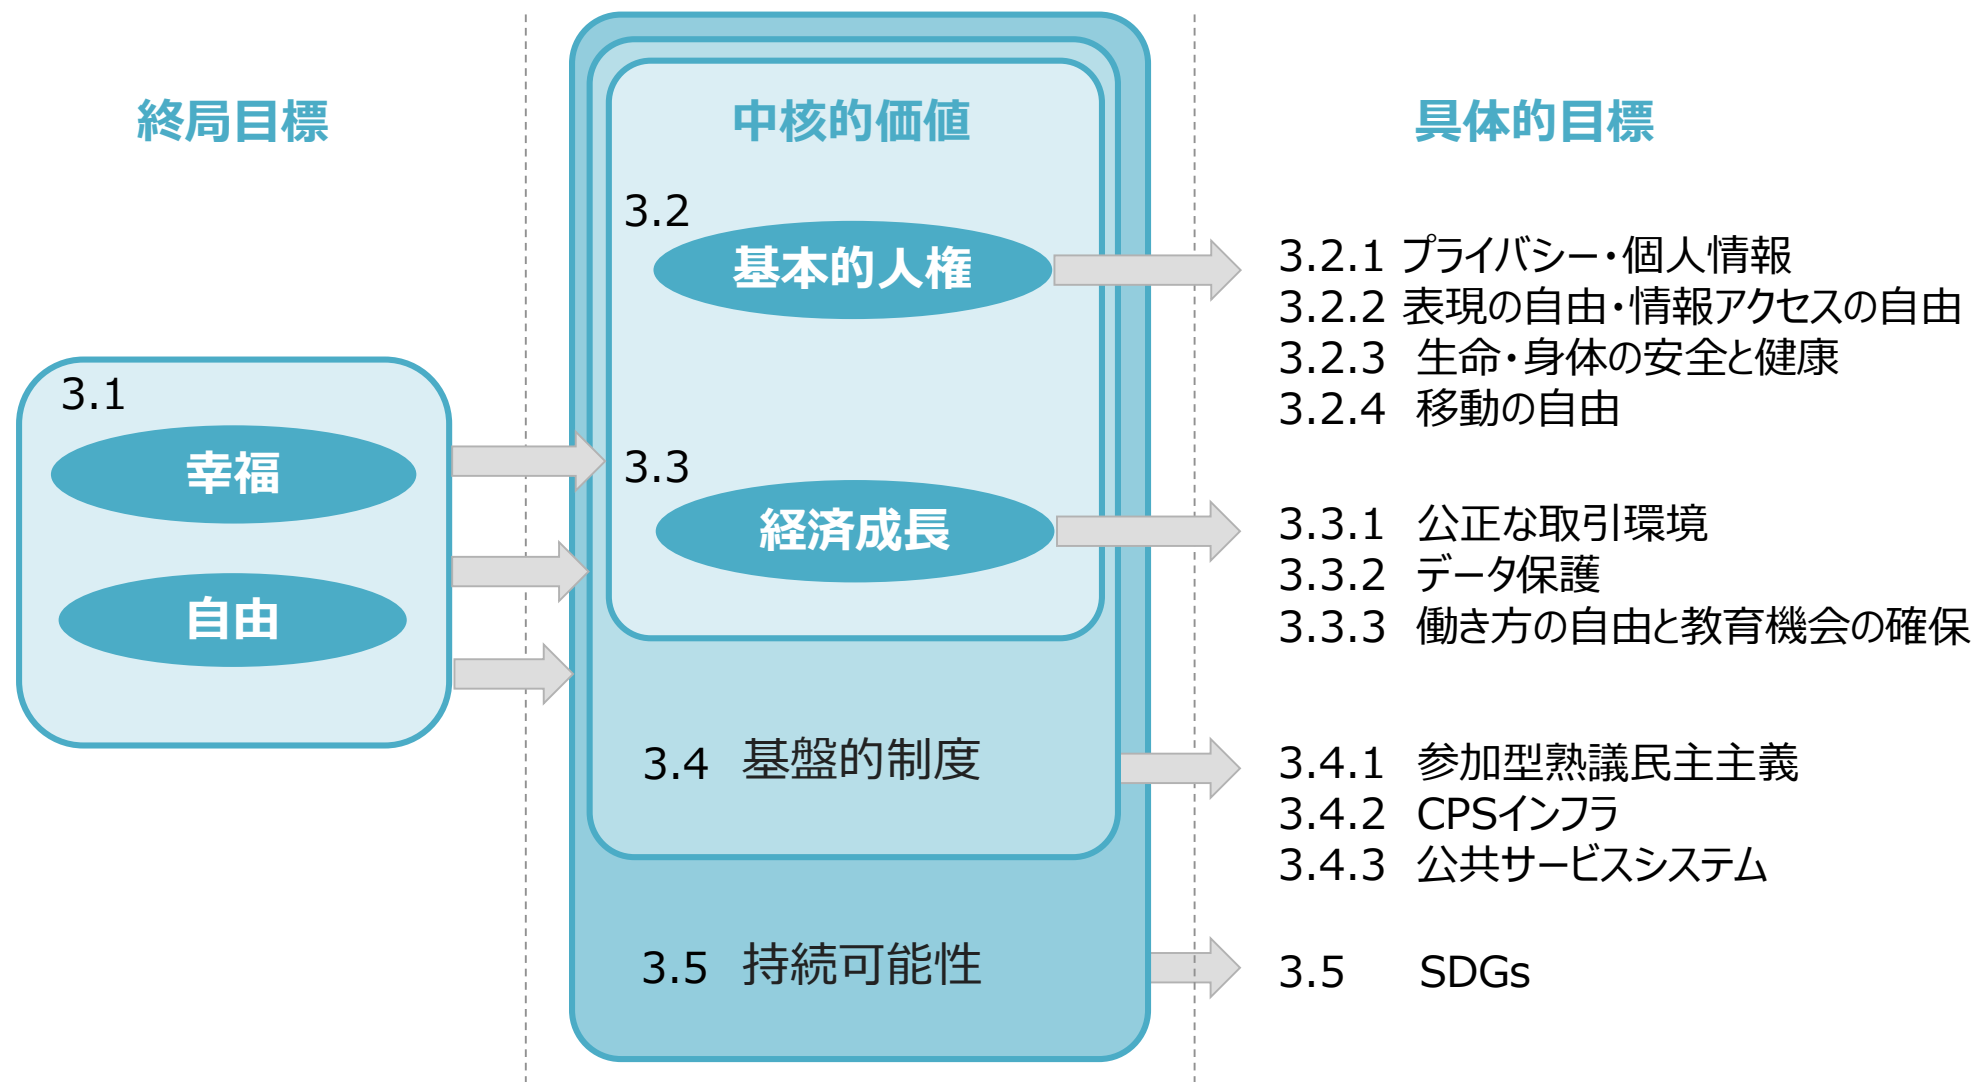 終局目標
中核的価値
具体的目標
3.1
幸福
自由
3.2
基本的人権
3.3
経済成長
3.4 基盤的制度
3.5 持続可能性
3.2.1 プライバシー・個人情報
3.2.2 表現の自由・情報アクセスの自由
3.2.3 生命・身体の安全と健康
3.2.4 移動の自由
3.3.1 公正な取引環境
3.3.2 データ保護
3.3.3 働き方の自由と教育機会の確保
3.4.1 参加型熟議民主主義
3.4.2 CPSインフラ
3.4.3 公共サービスシステム
3.5 SDGs